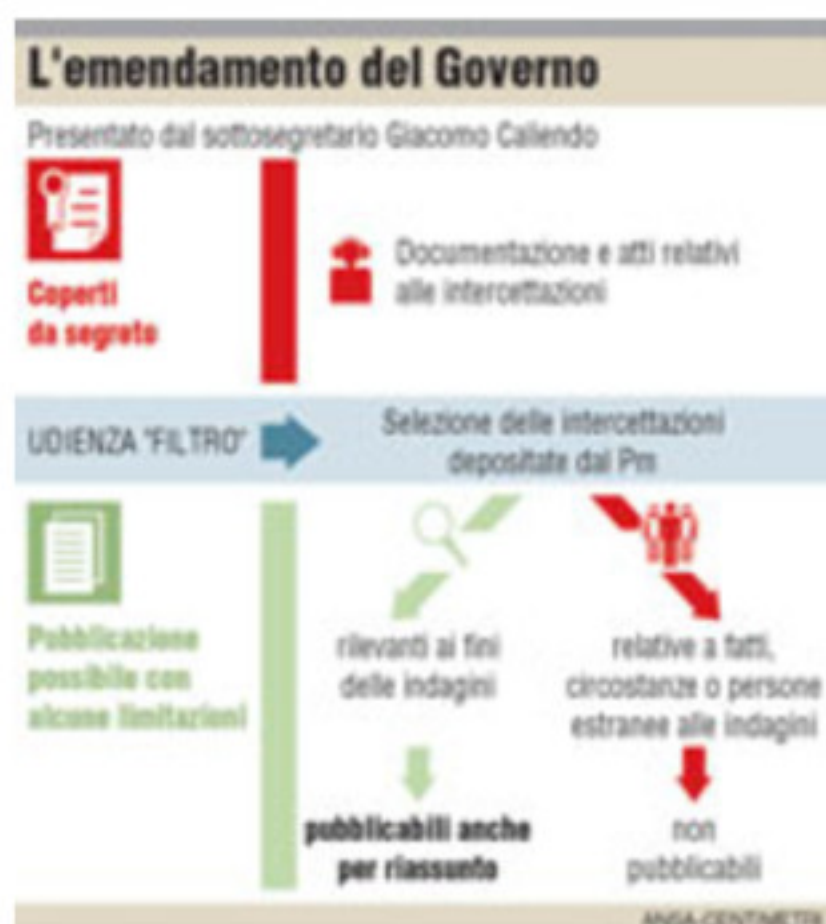 L'emendamento del Governo
Presentato dal sottosegretario Giacomo Caliendo
Coperti
da segreto
Documentazione e atti relativi
alle intercettazioni
UDIENZA "FILTRO"
Selezione delle intercettazioni
depositate dal Pm
Pubblicazione
possibile con
alcune limitazioni
rilevanti ai fini
delle indagini
pubblicabili anche
per riassunto
relative a fatti,
circostanze o persone
estranee alle indagini
non
pubblicabili
ANSA-CENTIMETRI